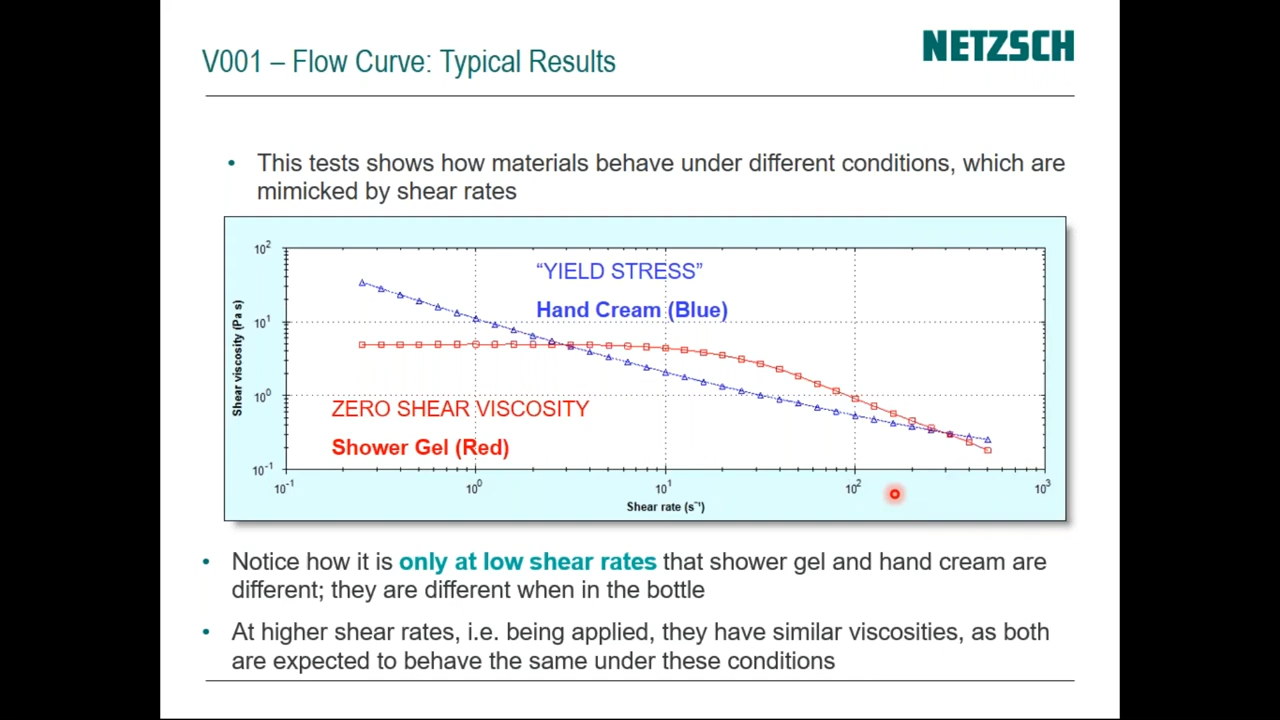 V001 – Flow Curve: Typical Results
NETZSCH
• This tests shows how materials behave under different conditions, which are
mimicked by shear rates
10²
10¹
10⁰
10⁻¹
Shear viscosity (Pa s)
“YIELD STRESS”
Hand Cream (Blue)
ZERO SHEAR VISCOSITY
Shower Gel (Red)
10⁻¹ 10⁰ 10¹ 10² 10³
Shear rate (s⁻¹)
• Notice how it is only at low shear rates that shower gel and hand cream are
different; they are different when in the bottle
• At higher shear rates, i.e. being applied, they have similar viscosities, as both
are expected to behave the same under these conditions